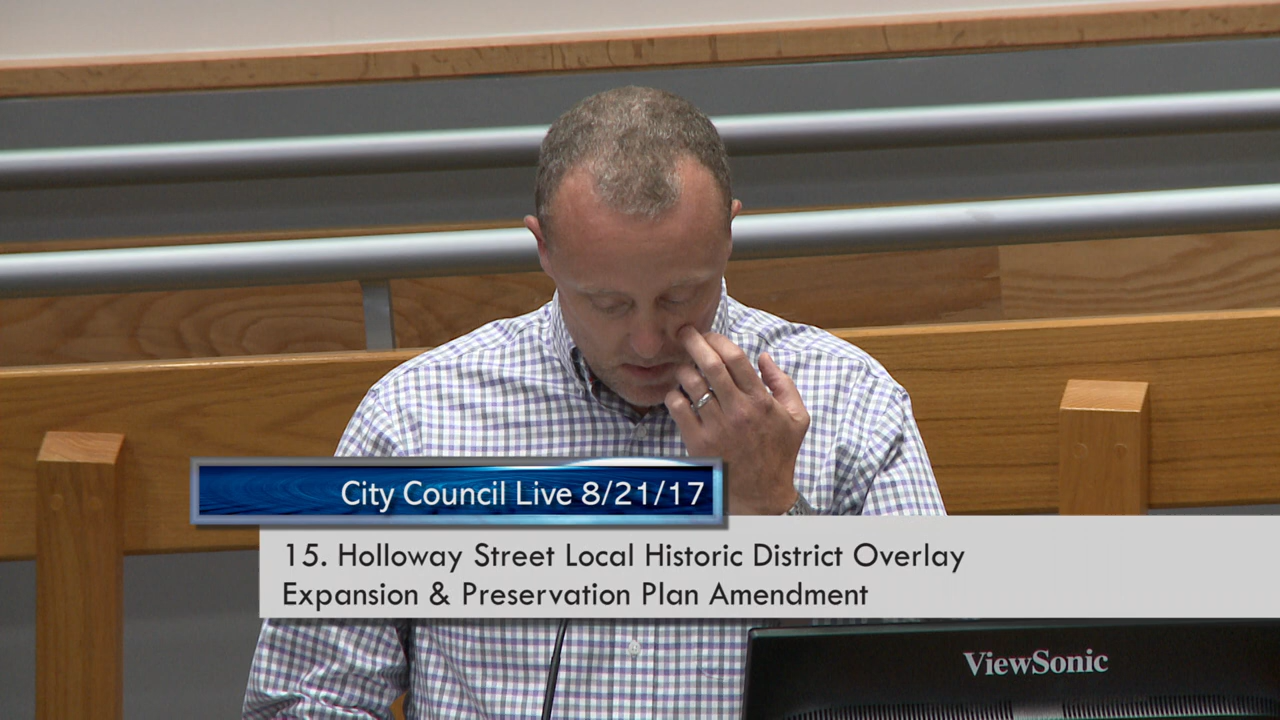 City Council Live 8/21/17
15. Holloway Street Local Historic District Overlay
Expansion & Preservation Plan Amendment
ViewSonic